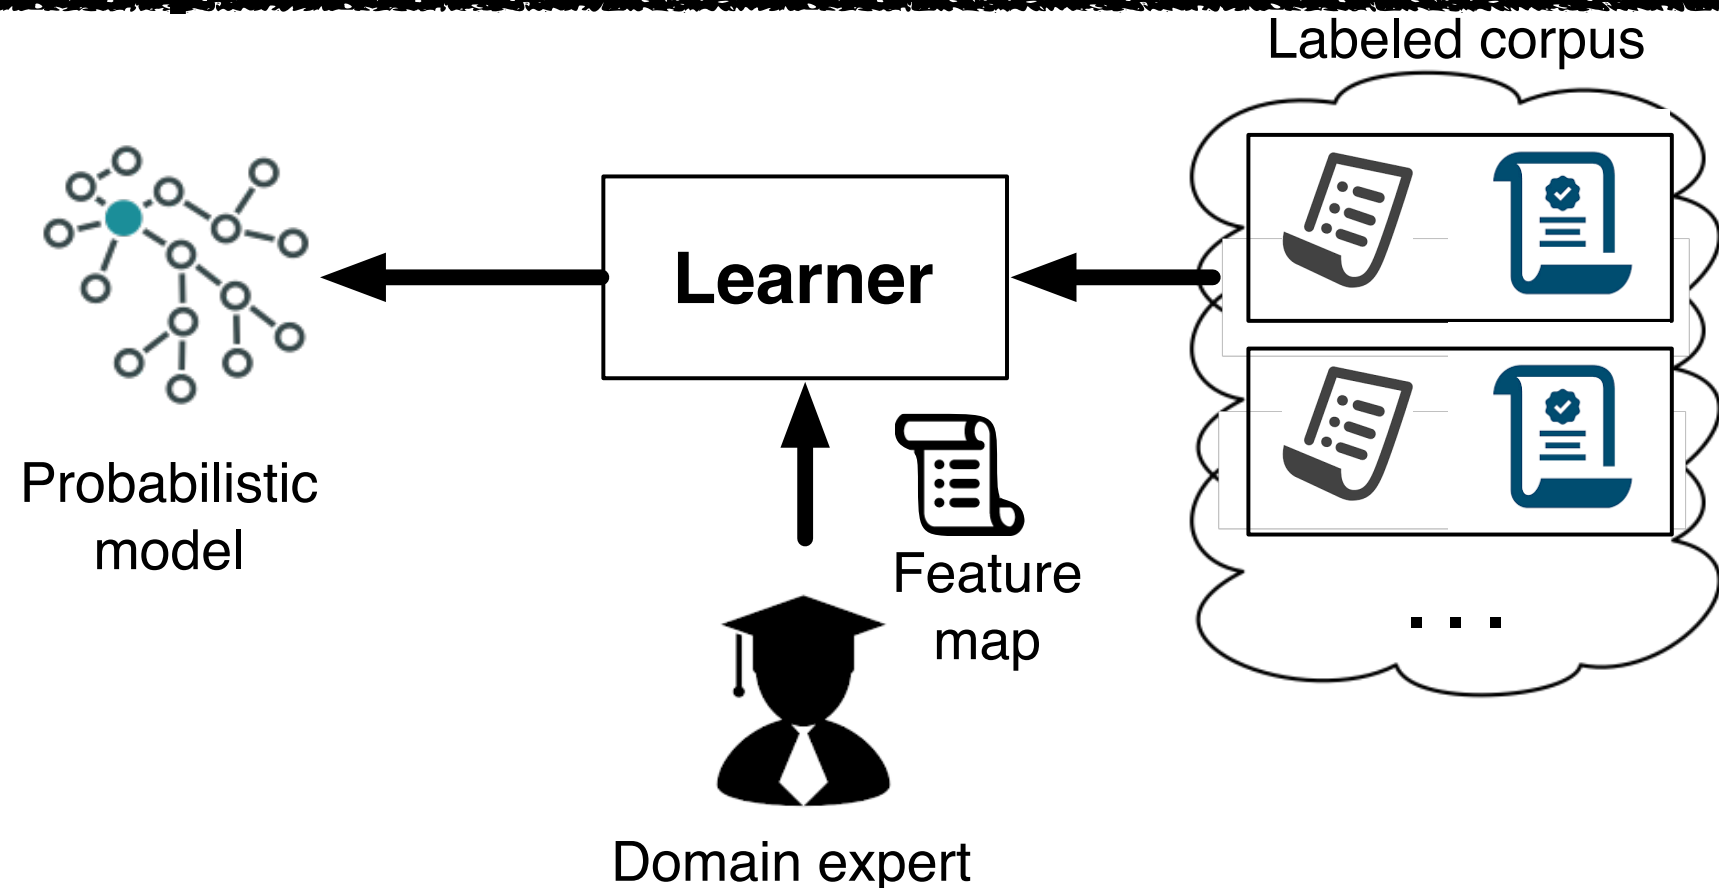 Labeled corpus
Learner
Probabilistic
model
Feature
map
. . .
Domain expert